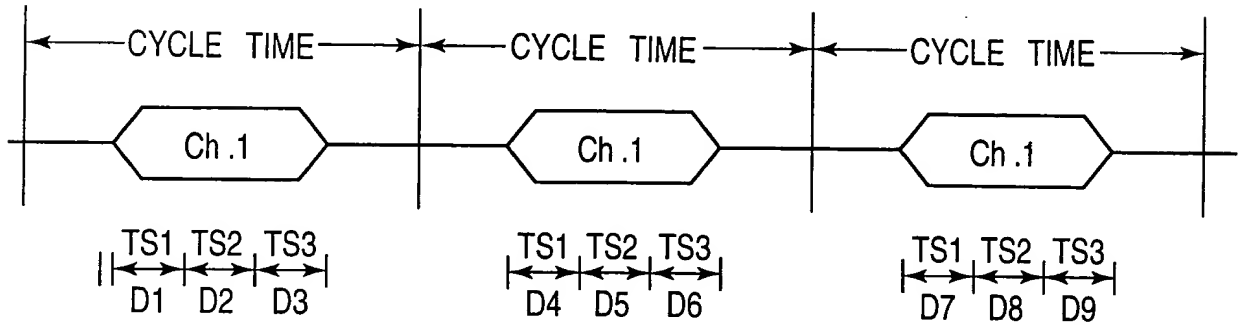 CYCLE TIME CYCLE TIME CYCLE TIME
Ch.1 Ch.1 Ch.1
TS1 TS2 TS3 TS1 TS2 TS3 TS1 TS2 TS3
D1 D2 D3 D4 D5 D6 D7 D8 D9